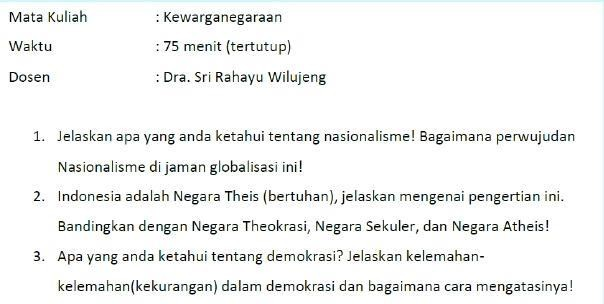 Mata Kuliah : Kewarganegaraan
Waktu : 75 menit (tertutup)
Dosen : Dra. Sri Rahayu Wilujeng
1. Jelaskan apa yang anda ketahui tentang nasionalisme! Bagaimana perwujudan
Nasionalisme di jaman globalisasi ini!
2. Indonesia adalah Negara Theis (bertuhan), jelaskan mengenai pengertian ini.
Bandingkan dengan Negara Theokrasi, Negara Sekuler, dan Negara Atheis!
3. Apa yang anda ketahui tentang demokrasi? Jelaskan kelemahan-
kelemahan(kekurangan) dalam demokrasi dan bagaimana cara mengatasinya!